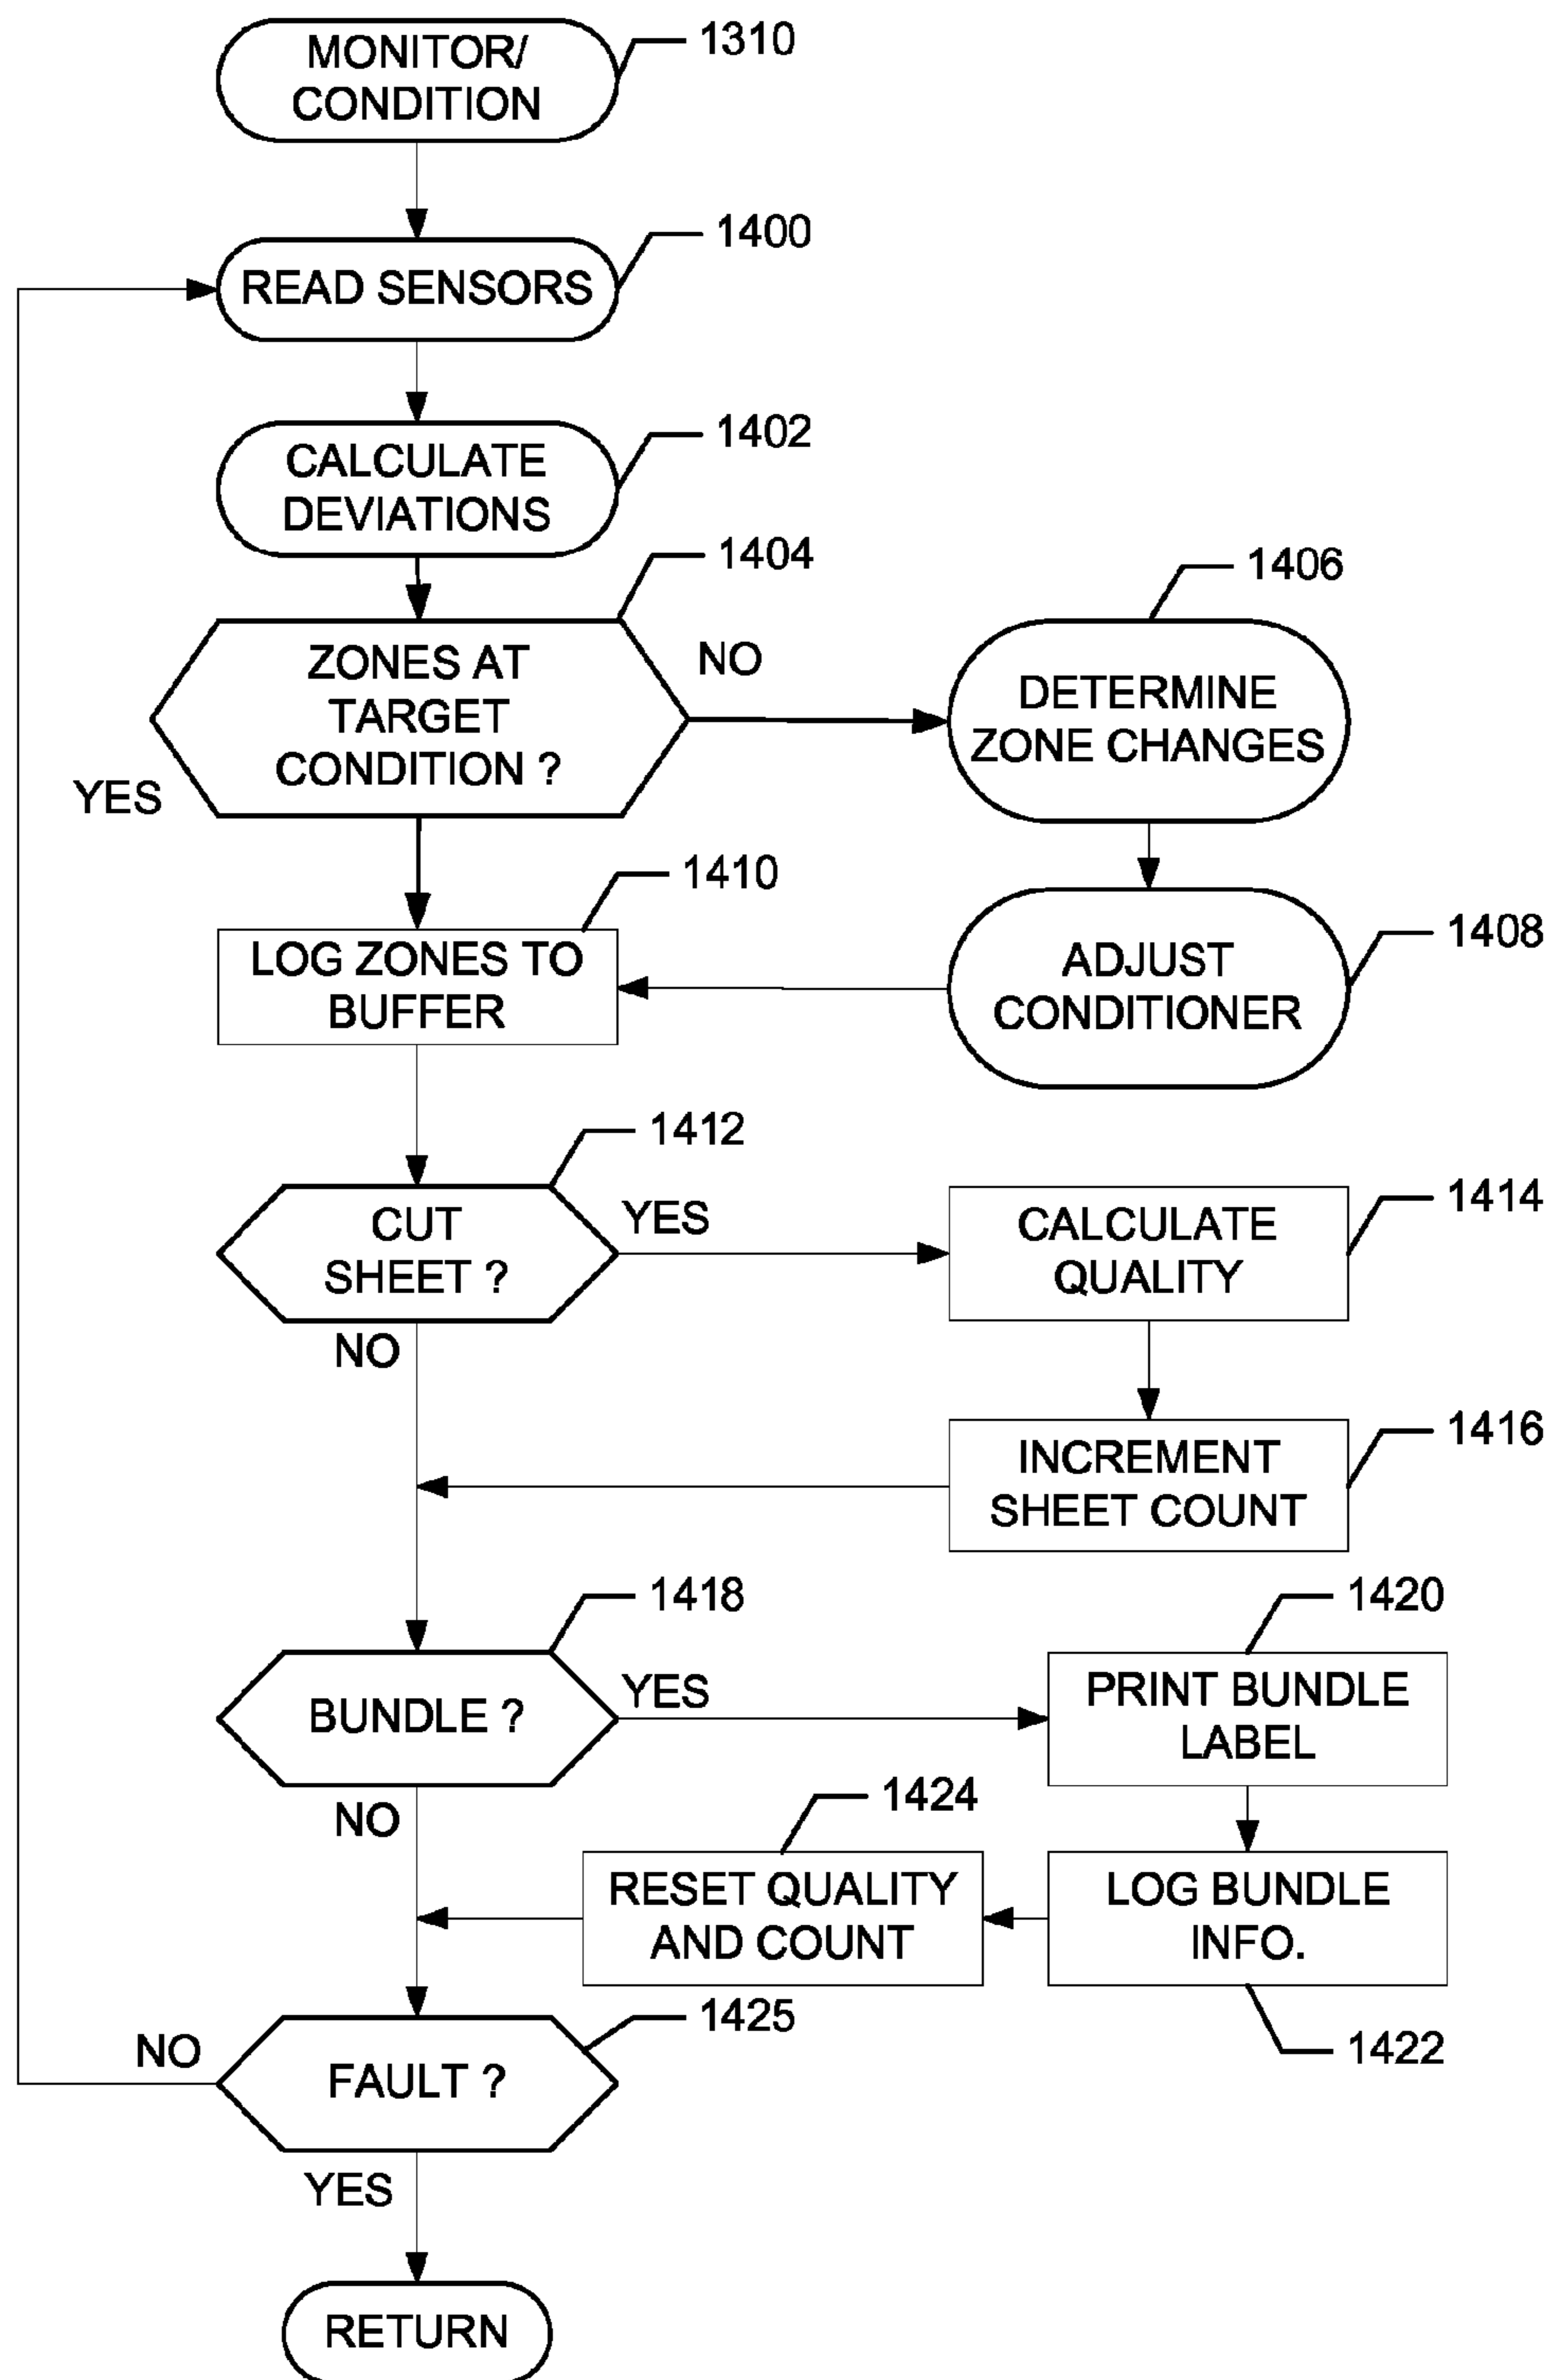 MONITOR/
CONDITION
1310
READ SENSORS
1400
CALCULATE
DEVIATIONS
1402
ZONES AT
TARGET
CONDITION ?
1404
NO
YES
DETERMINE
ZONE CHANGES
1406
ADJUST
CONDITIONER
1408
LOG ZONES TO
BUFFER
1410
CUT
SHEET ?
1412
YES
NO
CALCULATE
QUALITY
1414
INCREMENT
SHEET COUNT
1416
BUNDLE ?
1418
YES
NO
PRINT BUNDLE
LABEL
1420
LOG BUNDLE
INFO.
1422
RESET QUALITY
AND COUNT
1424
FAULT ?
1425
NO
YES
RETURN